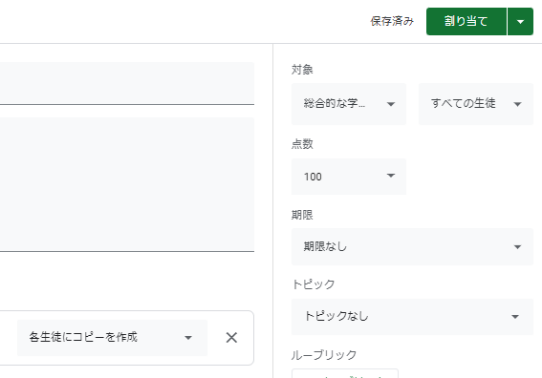 保存済み
割り当て
対象
総合的な学…
すべての生徒
点数
100
期限
期限なし
トピック
トピックなし
各生徒にコピーを作成
ルーブリック